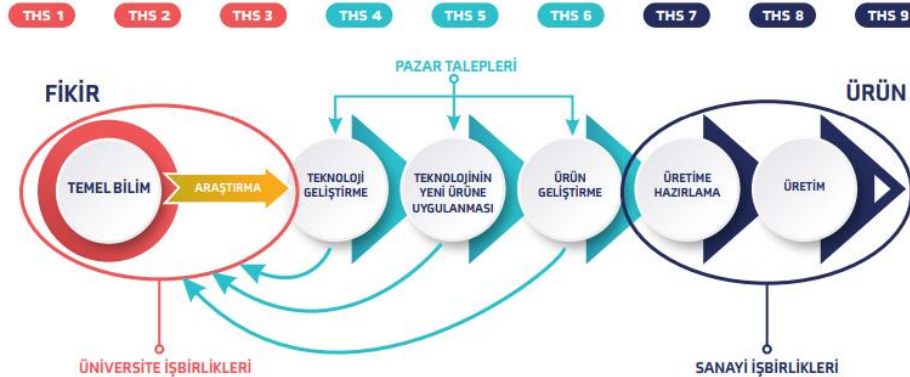 THS 1
THS 2
THS 3
THS 4
THS 5
THS 6
THS 7
THS 8
THS 9
PAZAR TALEPLERİ
FİKİR
ÜRÜN
TEMEL BİLİM
ARAŞTIRMA
TEKNOLOJİ
GELİŞTİRME
TEKNOLOJİNİN
YENİ ÜRÜNE
UYGULANMASI
ÜRÜN
GELİŞTİRME
ÜRETİME
HAZIRLAMA
ÜRETİM
ÜNİVERSİTE İŞBİRLİKLERİ
SANAYİ İŞBİRLİKLERİ